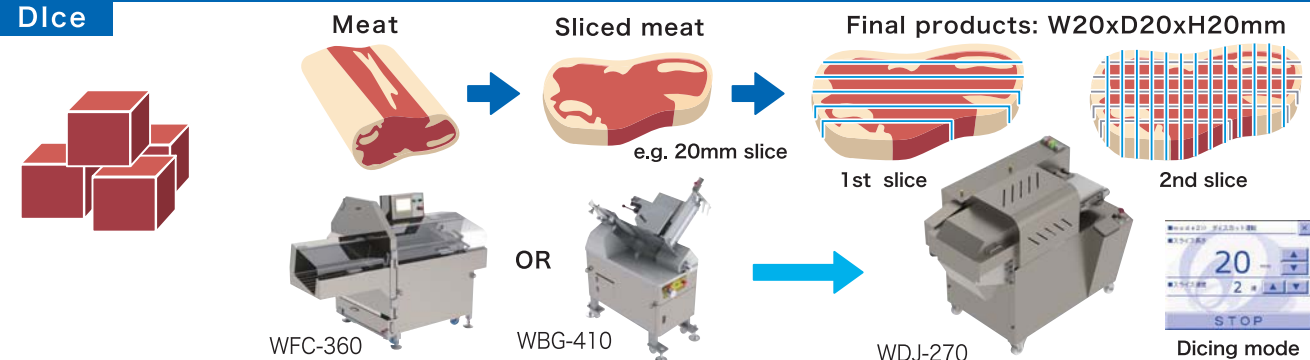 DIce
Meat
Sliced meat
Final products: W20xD20xH20mm
e.g. 20mm slice
1st slice
2nd slice
OR
WFC-360
WBG-410
WDJ-270
20
2
STOP
Dicing mode